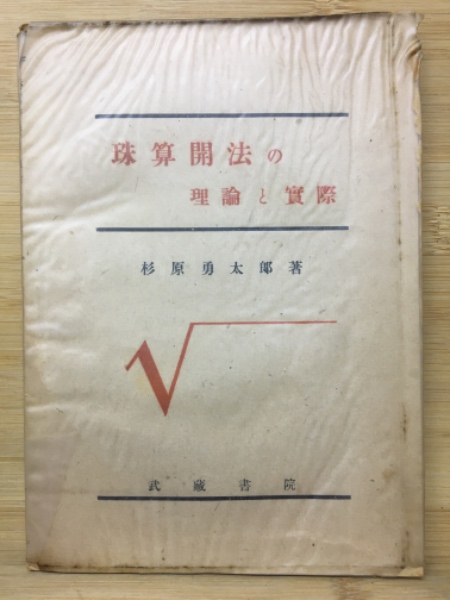 珠算開法の
理論と實際
杉原勇太郎著
武藏書院